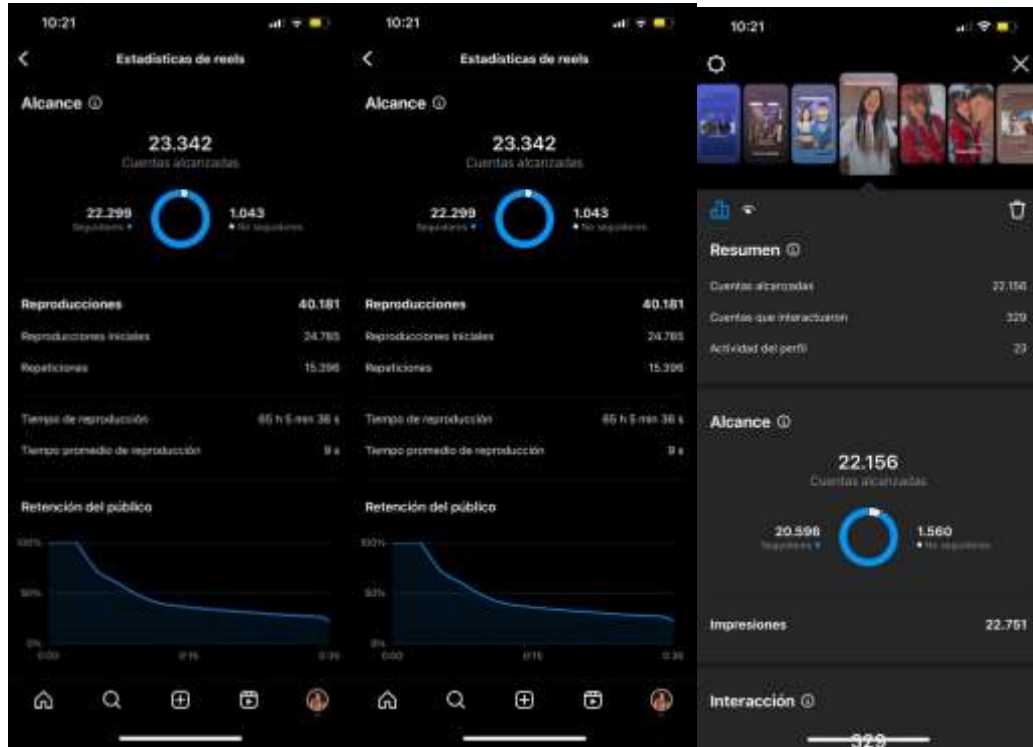 10:21
Estadísticas de reels
Alcance
23.342
Cuentas alcanzadas
22.299 1.043
Seguidores No seguidores
Reproducciones 40.181
Reproducciones iniciales 24.785
Repeticiones 15.396
Tiempo de reproducción 65 h 5 min 36 s
Tiempo promedio de reproducción 9 s
Retención del público
100%
50%
0%
0:00 0:15 0:30
10:21
Estadísticas de reels
Alcance
23.342
Cuentas alcanzadas
22.299 1.043
Seguidores No seguidores
Reproducciones 40.181
Reproducciones iniciales 24.785
Repeticiones 15.396
Tiempo de reproducción 65 h 5 min 36 s
Tiempo promedio de reproducción 9 s
Retención del público
100%
50%
0%
0:00 0:15 0:30
10:21
Resumen
Cuentas alcanzadas 22.156
Cuentas que interactuaron 329
Actividad del perfil 23
Alcance
22.156
Cuentas alcanzadas
20.596 1.560
Seguidores No seguidores
Impresiones 22.751
Interacción
329